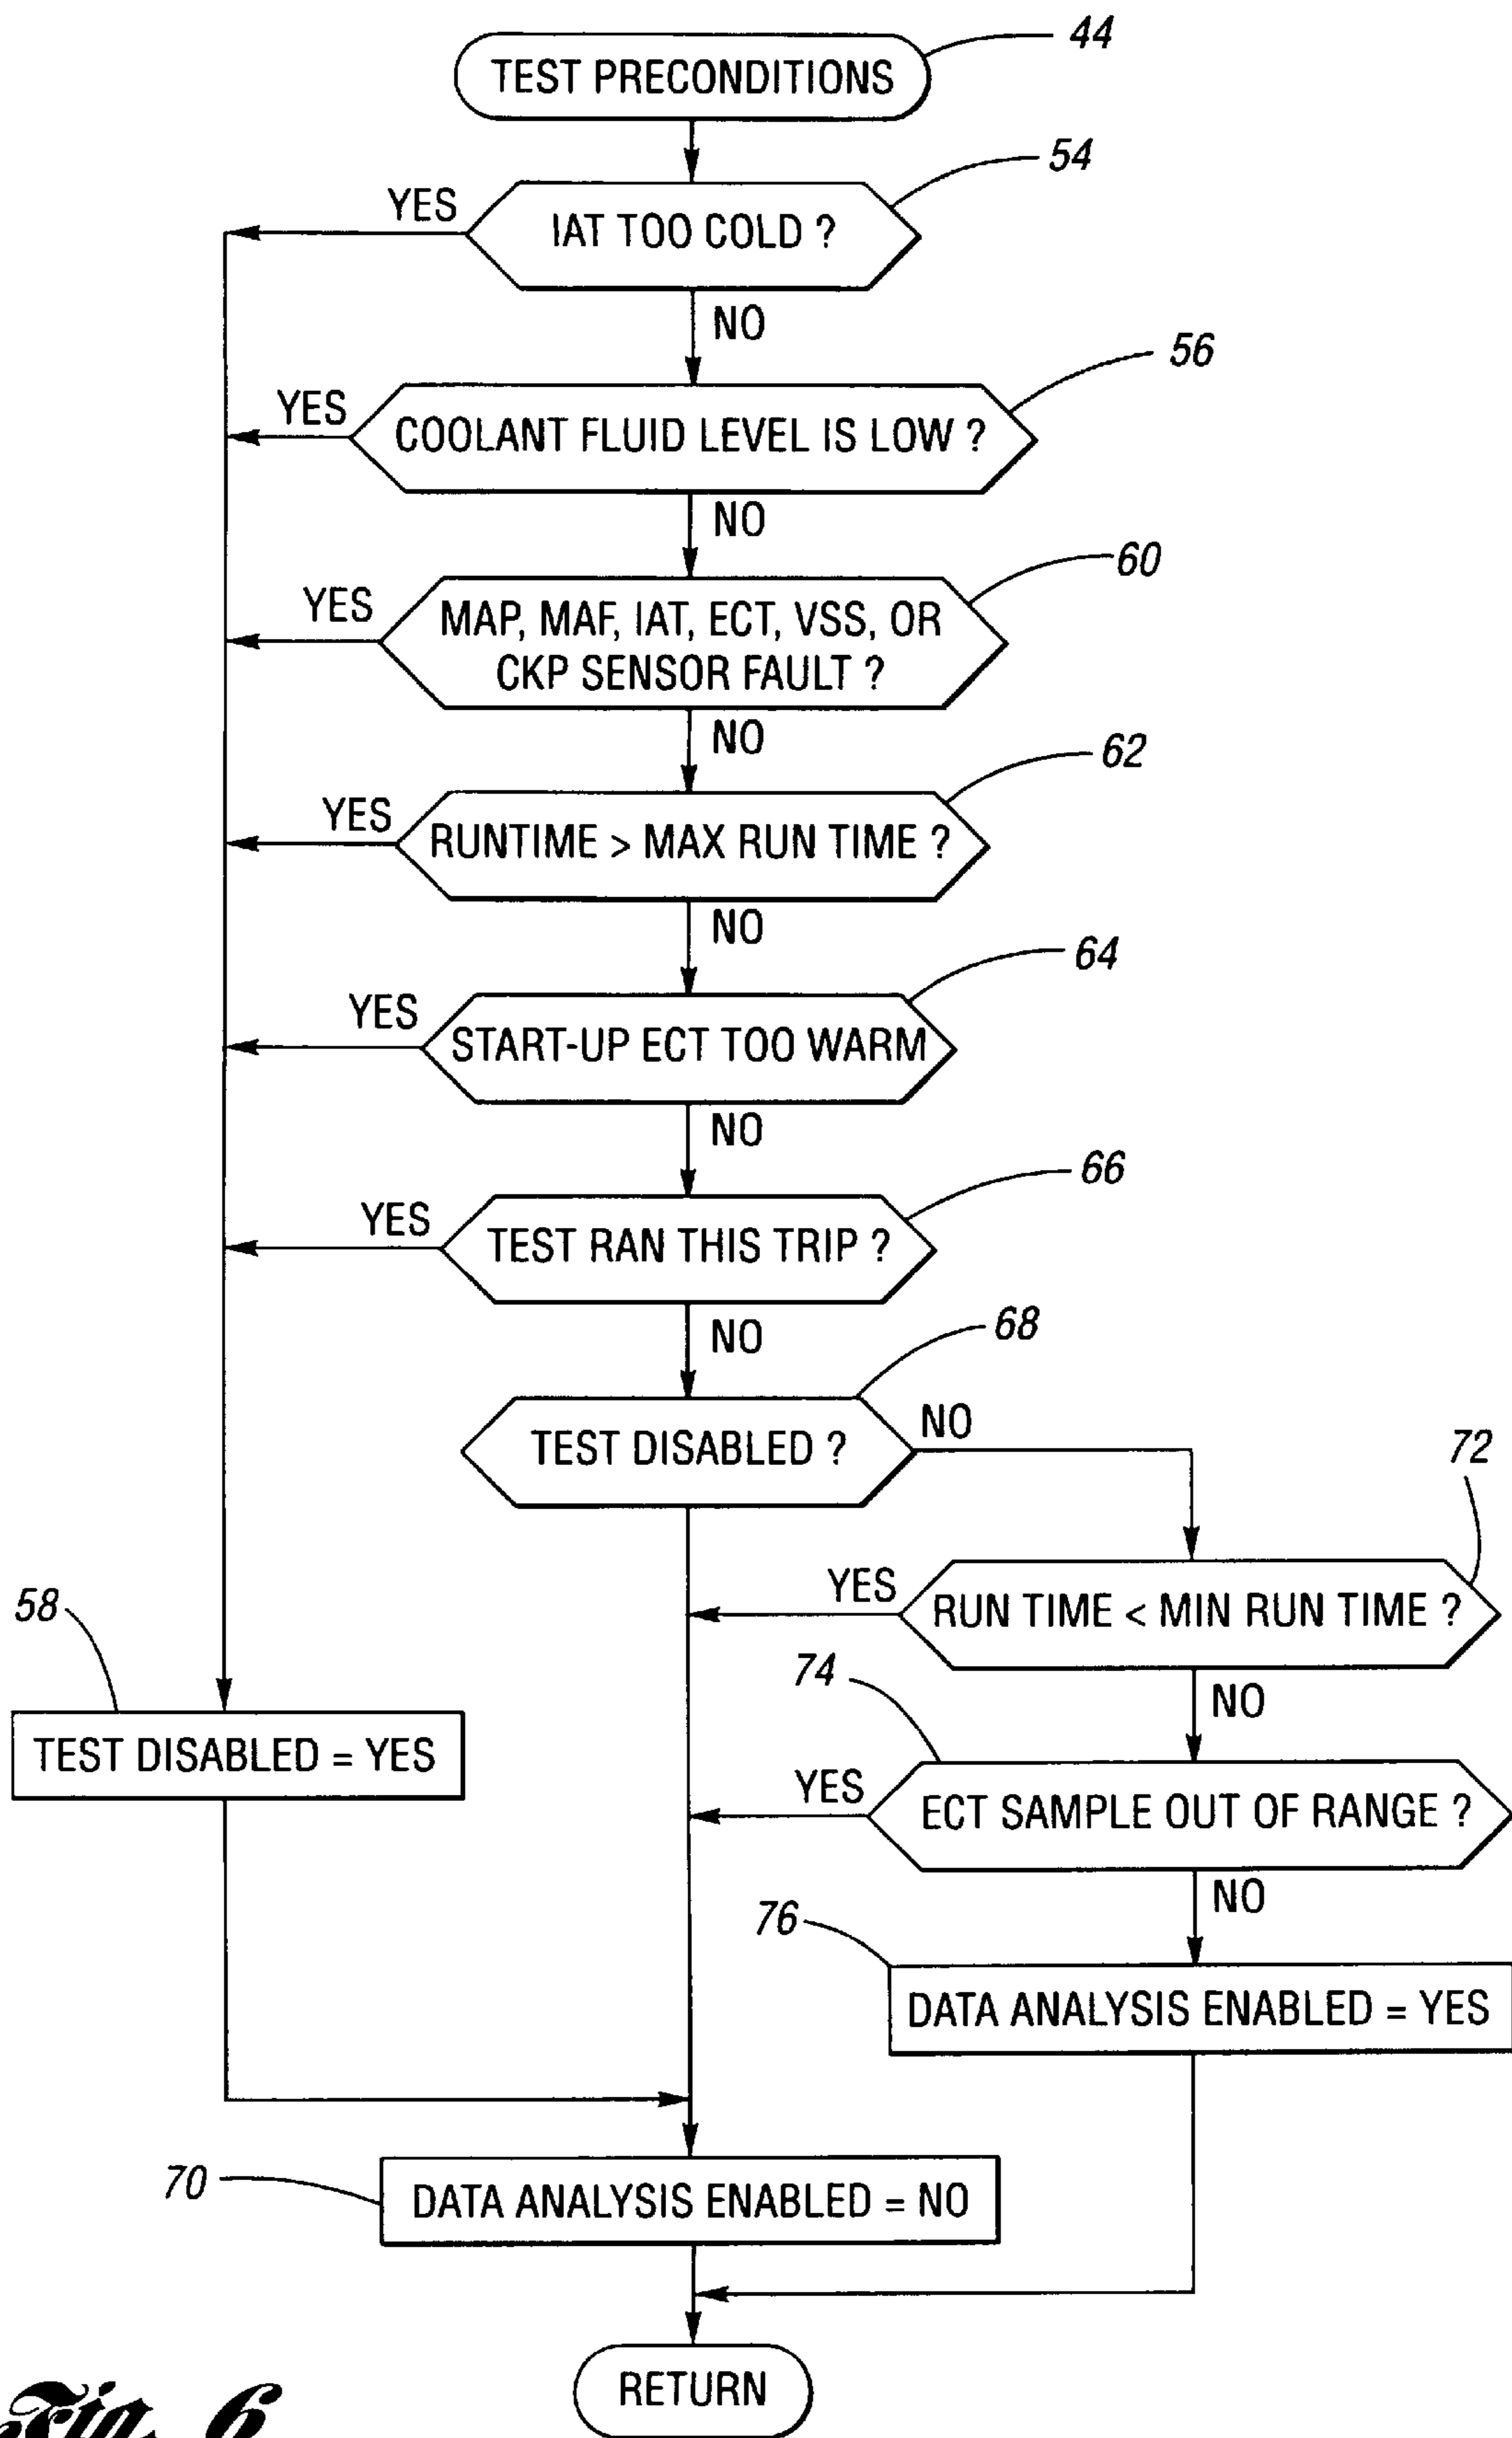 44
TEST PRECONDITIONS
54
YES
IAT TOO COLD ?
NO
56
YES
COOLANT FLUID LEVEL IS LOW ?
NO
60
YES
MAP, MAF, IAT, ECT, VSS, OR
CKP SENSOR FAULT ?
NO
62
YES
RUNTIME > MAX RUN TIME ?
NO
64
YES
START-UP ECT TOO WARM
NO
66
YES
TEST RAN THIS TRIP ?
NO
68
TEST DISABLED ?
NO
72
YES
RUN TIME < MIN RUN TIME ?
NO
58
TEST DISABLED = YES
74
YES
ECT SAMPLE OUT OF RANGE ?
NO
76
DATA ANALYSIS ENABLED = YES
70
DATA ANALYSIS ENABLED = NO
RETURN
Fig. 6